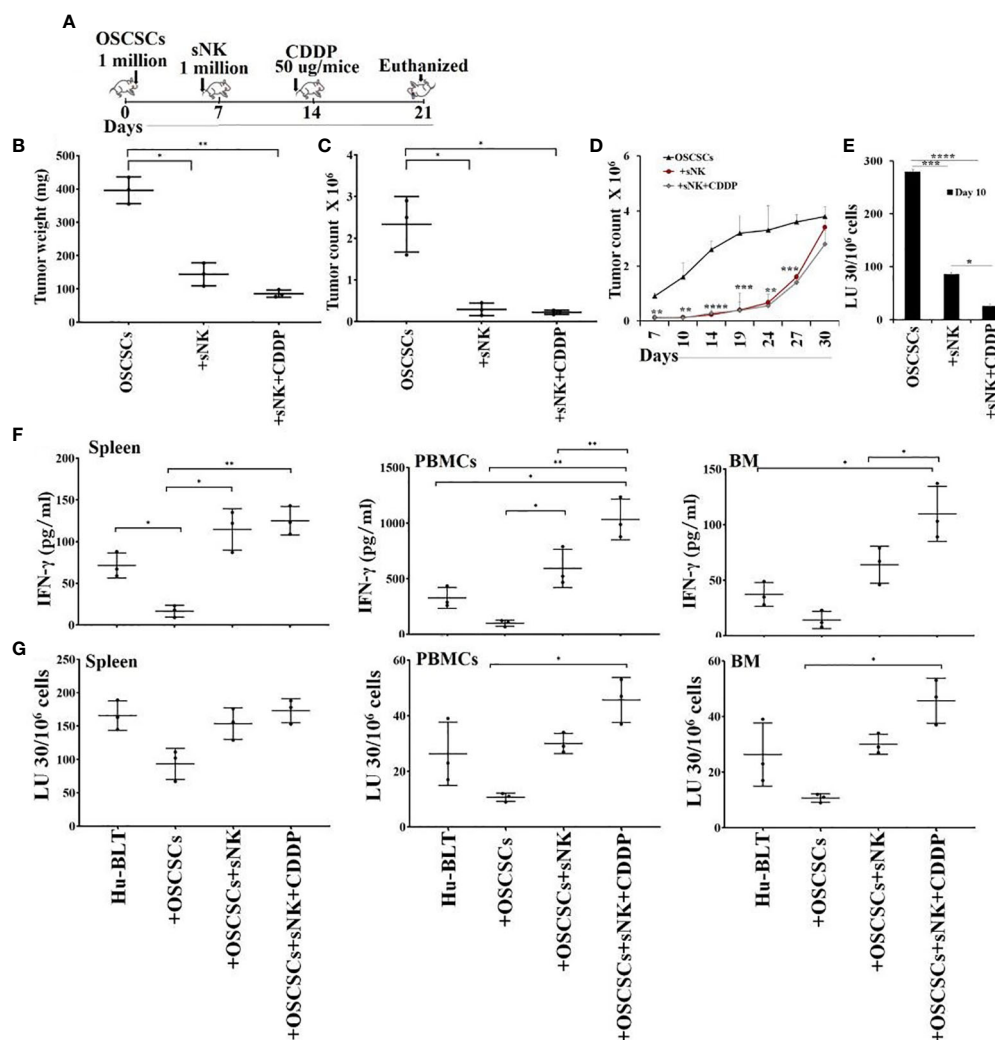 A
OSCSCs
1 million
sNK
1 million
CDDP
50 ug/mice
Euthanized
0 7 14 21
Days
B
Tumor weight (mg)
500
400
300
200
100
0
* **
OSCSCs
+sNK
+sNK+CDDP
C
Tumor count X 10⁶
4
3
2
1
0
* *
OSCSCs
+sNK
+sNK+CDDP
D
Tumor count X 10⁶
6
4
2
0
OSCSCs
+sNK
+sNK+CDDP
** ** **** *** ** ***
7 10 14 19 24 27 30
Days
E
LU 30/10⁶ cells
300
200
100
0
****
***
*
Day 10
OSCSCs
+sNK
+sNK+CDDP
F
Spleen
IFN-γ (pg/ml)
200
150
100
50
0
**
*
*
PBMCs
IFN-γ (pg/ml)
1500
1000
500
0
**
**
*
*
BM
IFN-γ (pg/ml)
150
100
50
0
*
*
G
Spleen
LU 30/10⁶ cells
250
200
150
100
50
0
Hu-BLT
+OSCSCs
+OSCSCs+sNK
+OSCSCs+sNK+CDDP
PBMCs
LU 30/10⁶ cells
60
40
20
0
*
Hu-BLT
+OSCSCs
+OSCSCs+sNK
+OSCSCs+sNK+CDDP
BM
LU 30/10⁶ cells
60
40
20
0
*
Hu-BLT
+OSCSCs
+OSCSCs+sNK
+OSCSCs+sNK+CDDP